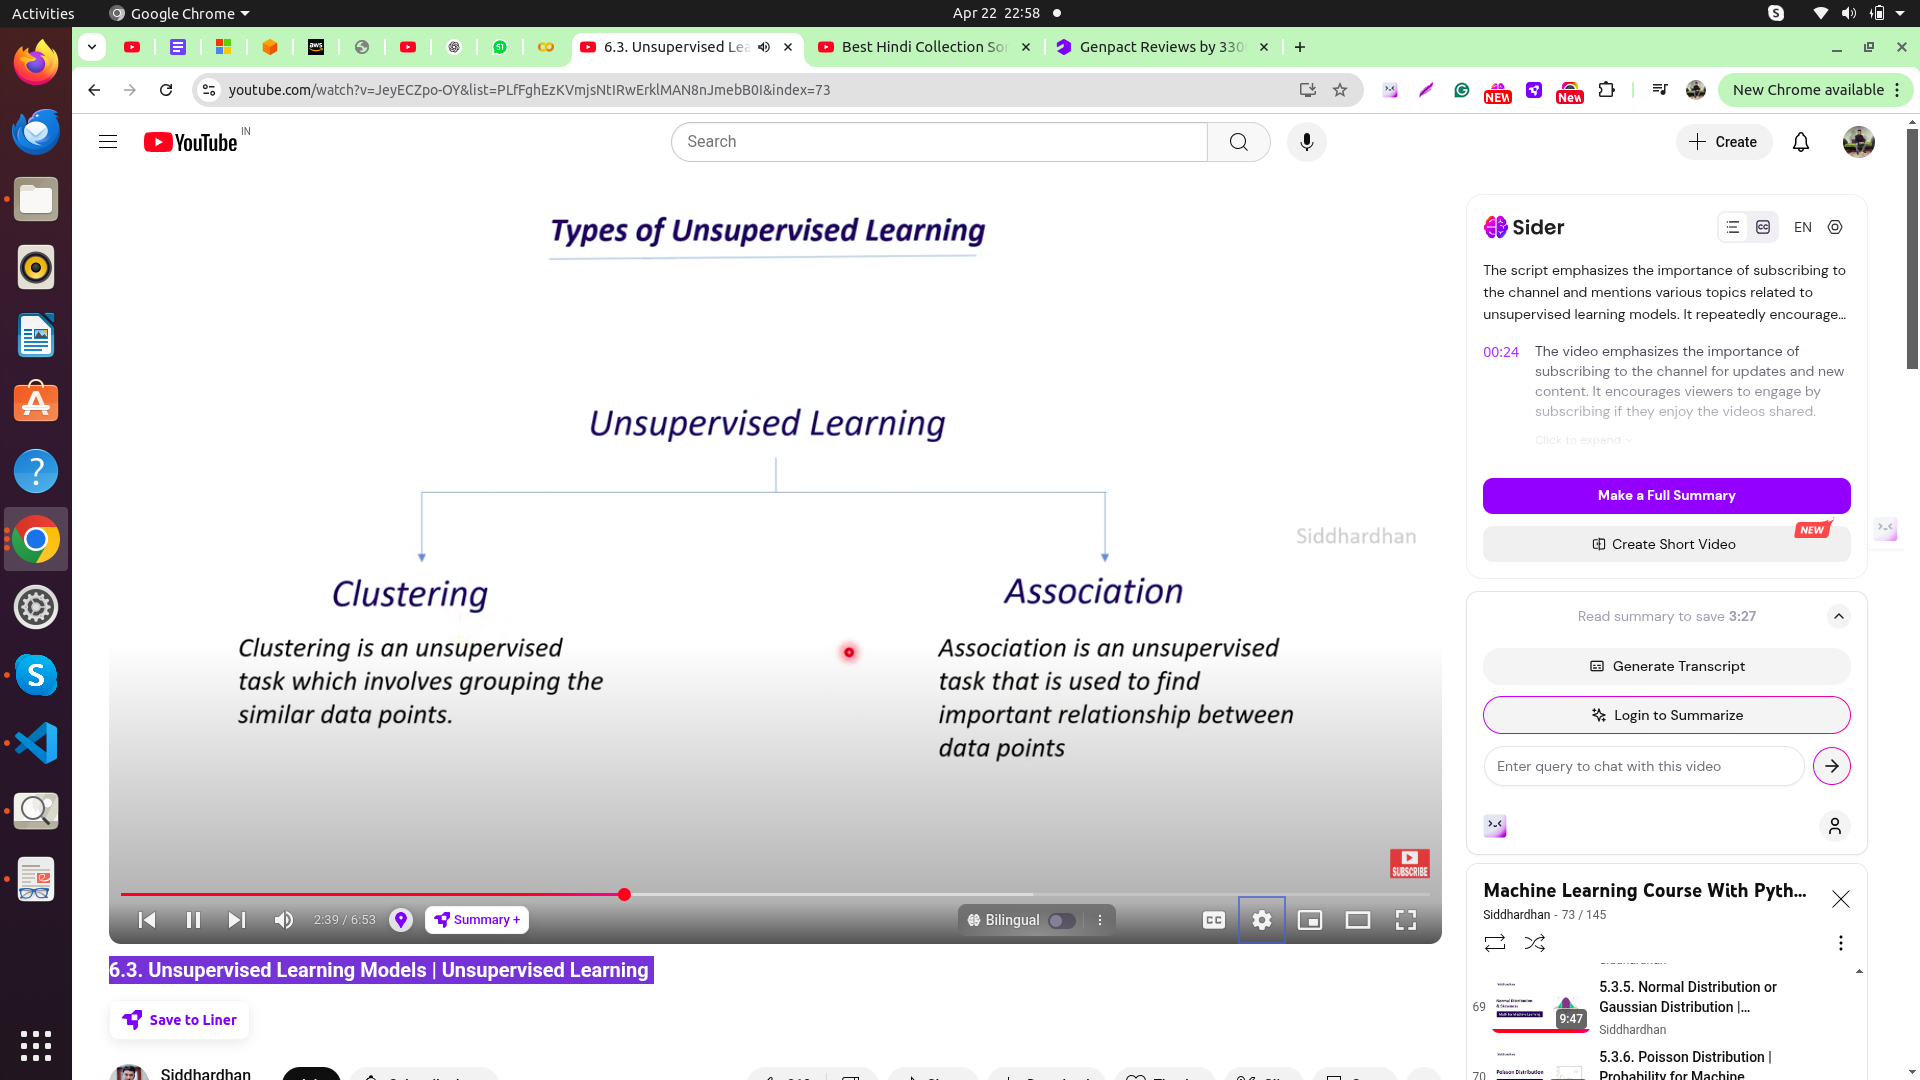 Activities
Google Chrome
Apr 22 22:58
6.3. Unsupervised Lea
Best Hindi Collection Son
Genpact Reviews by 330
youtube.com/watch?v=JeyECZpo-OY&list=PLfFghEzKVmjsNtIRwErklMAN8nJmebB0I&index=73
NEW
New
New Chrome available
YouTube
IN
Search
Create
Types of Unsupervised Learning
Unsupervised Learning
Siddhardhan
Clustering
Association
Clustering is an unsupervised
task which involves grouping the
similar data points.
Association is an unsupervised
task that is used to find
important relationship between
data points
SUBSCRIBE
2:39 / 6:53
Summary +
Bilingual
CC
6.3. Unsupervised Learning Models | Unsupervised Learning
Save to Liner
Siddhardhan
Sider
EN
The script emphasizes the importance of subscribing to
the channel and mentions various topics related to
unsupervised learning models. It repeatedly encourage…
00:24
The video emphasizes the importance of
subscribing to the channel for updates and new
content. It encourages viewers to engage by
subscribing if they enjoy the videos shared.
Click to expand
Make a Full Summary
NEW
Create Short Video
Read summary to save 3:27
Generate Transcript
Login to Summarize
Enter query to chat with this video
Machine Learning Course With Pyth...
Siddhardhan - 73 / 145
69
9:47
5.3.5. Normal Distribution or
Gaussian Distribution |...
Siddhardhan
70
5.3.6. Poisson Distribution |
Probability for Machine